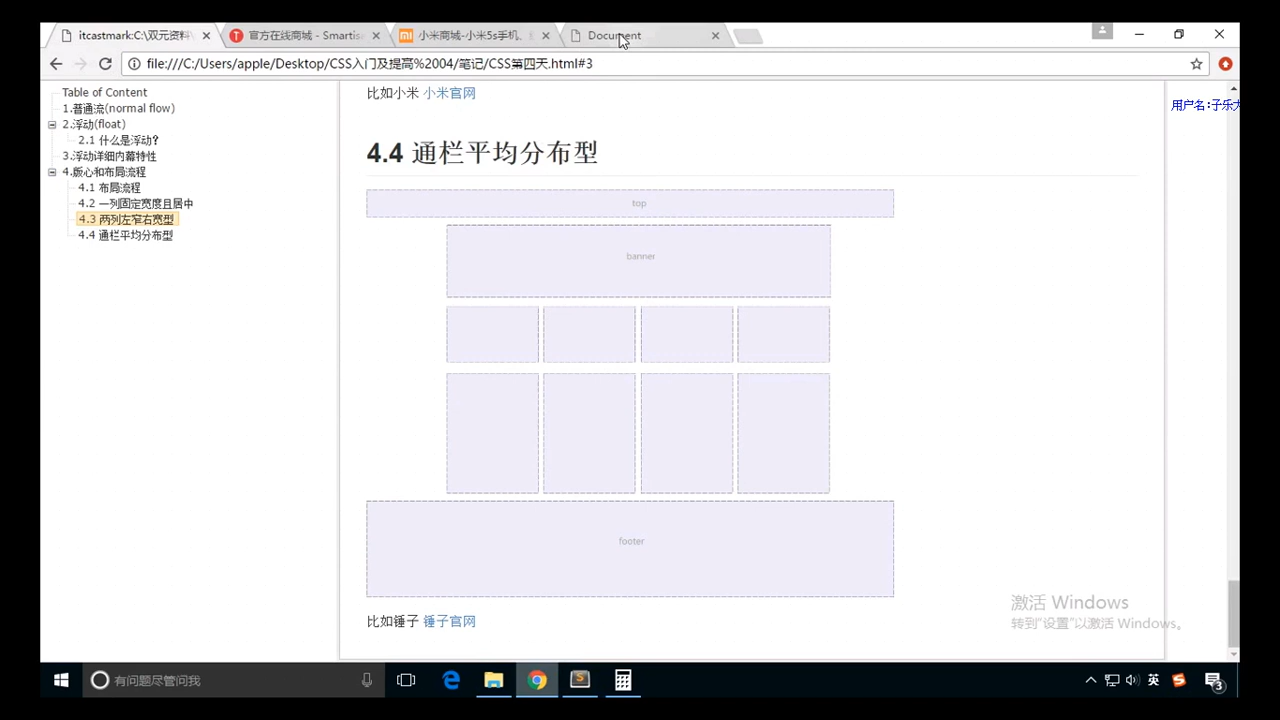 itcastmark:C:\双元资料
官方在线商城 - Smartis
小米商城-小米5s手机、
Document
file:///C:/Users/apple/Desktop/CSS入门及提高%2004/笔记/CSS第四天.html#3
Table of Content
1.普通流(normal flow)
2.浮动(float)
2.1 什么是浮动?
3.浮动详细内幕特性
4.版心和布局流程
4.1 布局流程
4.2 一列固定宽度且居中
4.3 两列左窄右宽型
4.4 通栏平均分布型
比如小米 小米官网
用户名:子乐
4.4 通栏平均分布型
top
banner
footer
比如锤子 锤子官网
激活 Windows
转到"设置"以激活 Windows。
有问题尽管问我
英
3